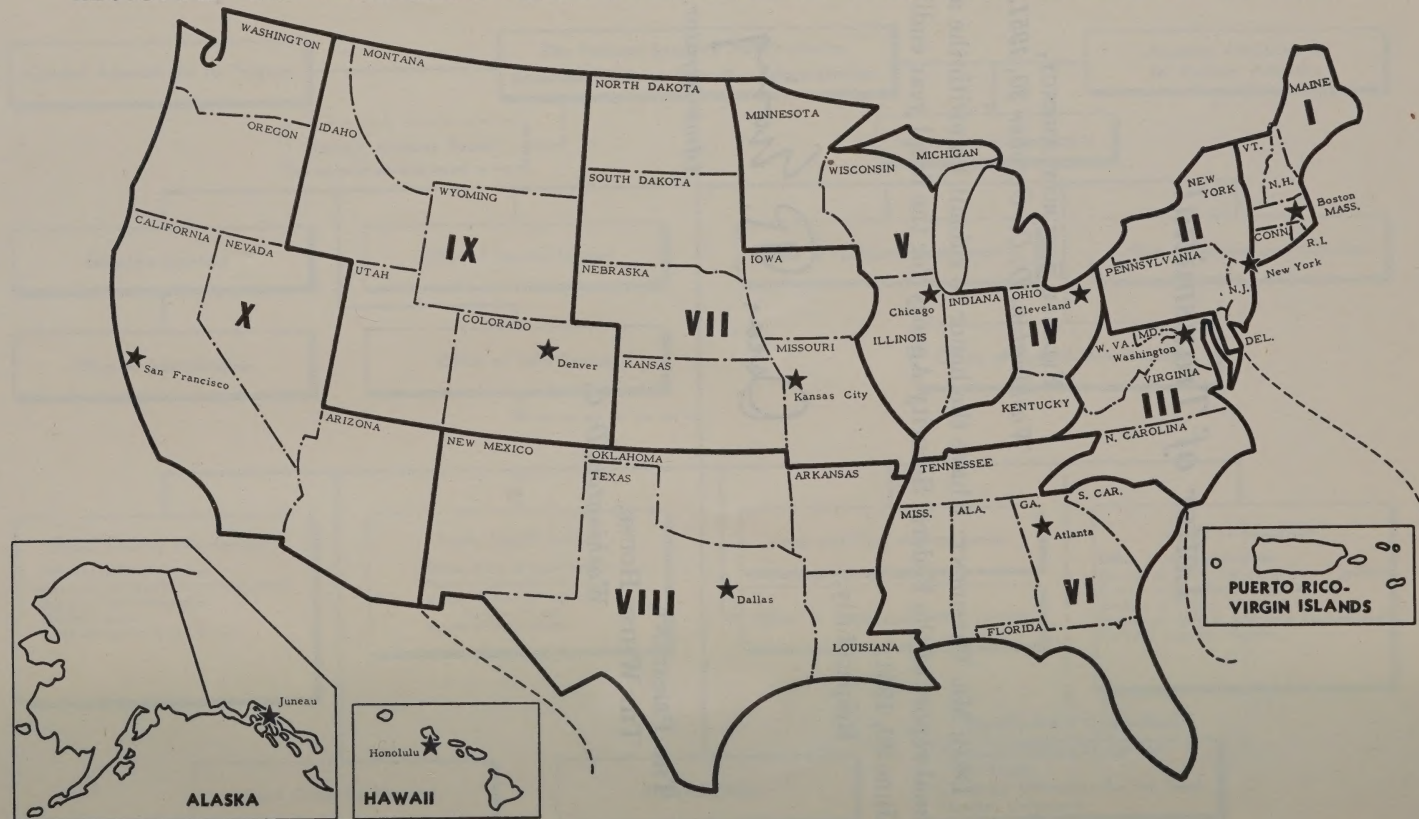 WASHINGTON
MONTANA
NORTH DAKOTA
MINNESOTA
MAINE
I
OREGON
IDAHO
WISCONSIN
MICHIGAN
VT.
NEW
YORK
N.H.
SOUTH DAKOTA
WYOMING
Boston
MASS.
CONN.
R.I.
CALIFORNIA
NEVADA
IX
V
II
UTAH
NEBRASKA
IOWA
PENNSYLVANIA
New York
N.J.
X
VII
Chicago
INDIANA
OHIO
Cleveland
COLORADO
ILLINOIS
IV
MISSOURI
W. VA.
MD.
Washington
DEL.
San Francisco
Denver
KANSAS
Kansas City
VIRGINIA
III
KENTUCKY
ARIZONA
NEW MEXICO
OKLAHOMA
TEXAS
ARKANSAS
TENNESSEE
N. CAROLINA
MISS.
ALA.
GA.
S. CAR.
Atlanta
VIII
Dallas
VI
PUERTO RICO-
VIRGIN ISLANDS
FLORIDA
LOUISIANA
Juneau
Honolulu
ALASKA
HAWAII